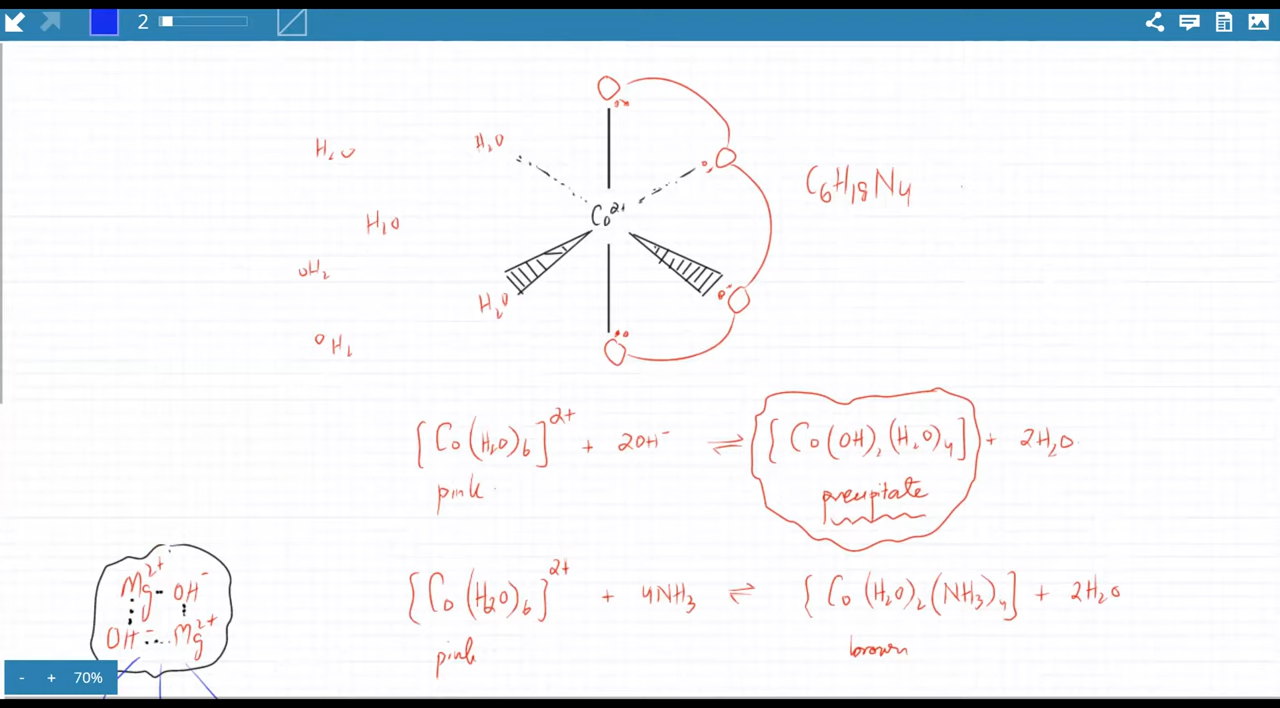 2
H₂O
H₂O
C₆H₁₈N₄
Co²⁺
H₂O
OH₂
H₂O
OH₂
[Co(H₂O)₆]²⁺ + 2OH⁻ ⇌ [Co(OH)₂(H₂O)₄] + 2H₂O
pink
precipitate
Mg²⁺ OH⁻
OH⁻ Mg²⁺
[Co(H₂O)₆]²⁺ + 4NH₃ ⇌ [Co(H₂O)₂(NH₃)₄] + 2H₂O
pink
brown
- + 70%